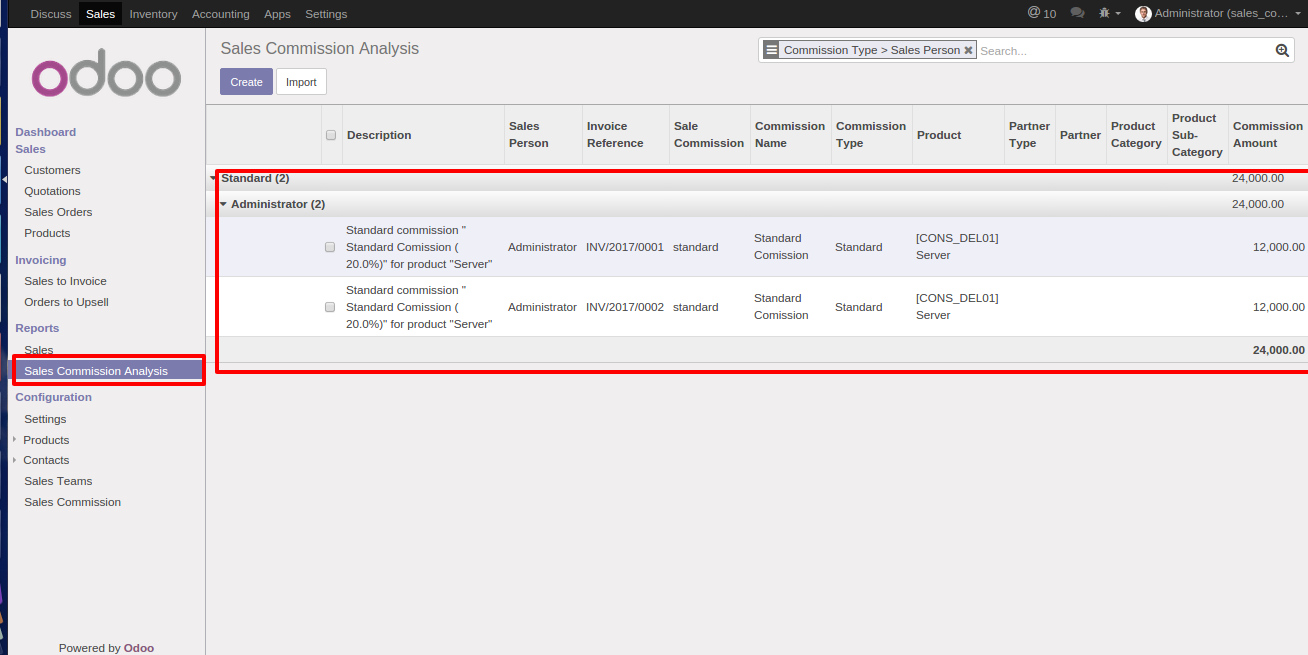 Discuss Sales Inventory Accounting Apps Settings @ 10 Administrator (sales_co...
odoo
Dashboard
Sales
Customers
Quotations
Sales Orders
Products
Invoicing
Sales to Invoice
Orders to Upsell
Reports
Sales
Sales Commission Analysis
Configuration
Settings
Products
Contacts
Sales Teams
Sales Commission
Powered by Odoo
Sales Commission Analysis
Commission Type > Sales Person Search...
Create Import
Description
Sales
Person
Invoice
Reference
Sale
Commission
Commission
Name
Commission
Type
Product
Partner
Type
Partner
Product
Category
Product
Sub-
Category
Commission
Amount
Standard (2) 24,000.00
Administrator (2) 24,000.00
Standard commission "
Standard Comission (
20.0%)" for product "Server"
Administrator
INV/2017/0001
standard
Standard
Comission
Standard
[CONS_DEL01]
Server
12,000.00
Standard commission "
Standard Comission (
20.0%)" for product "Server"
Administrator
INV/2017/0002
standard
Standard
Comission
Standard
[CONS_DEL01]
Server
12,000.00
24,000.00